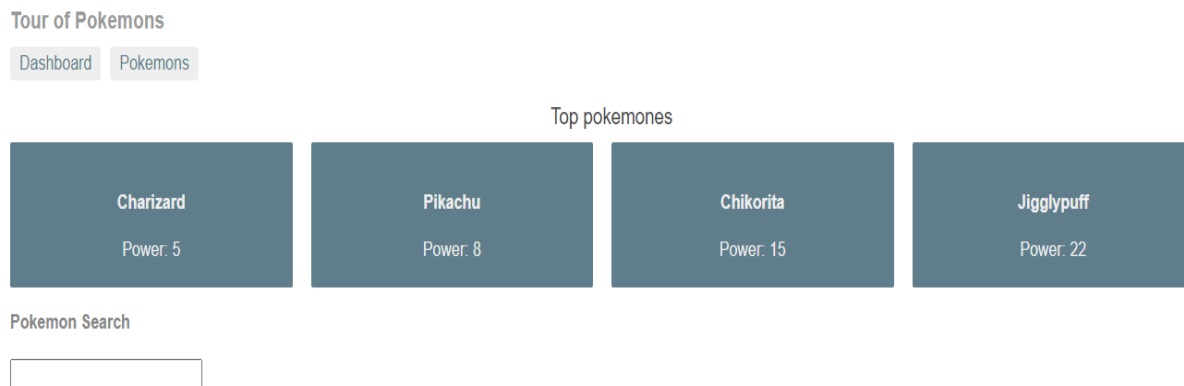 Tour of Pokemons
Dashboard Pokemons
Top pokemones
Charizard Pikachu Chikorita Jigglypuff
Power: 5 Power: 8 Power: 15 Power: 22
Pokemon Search